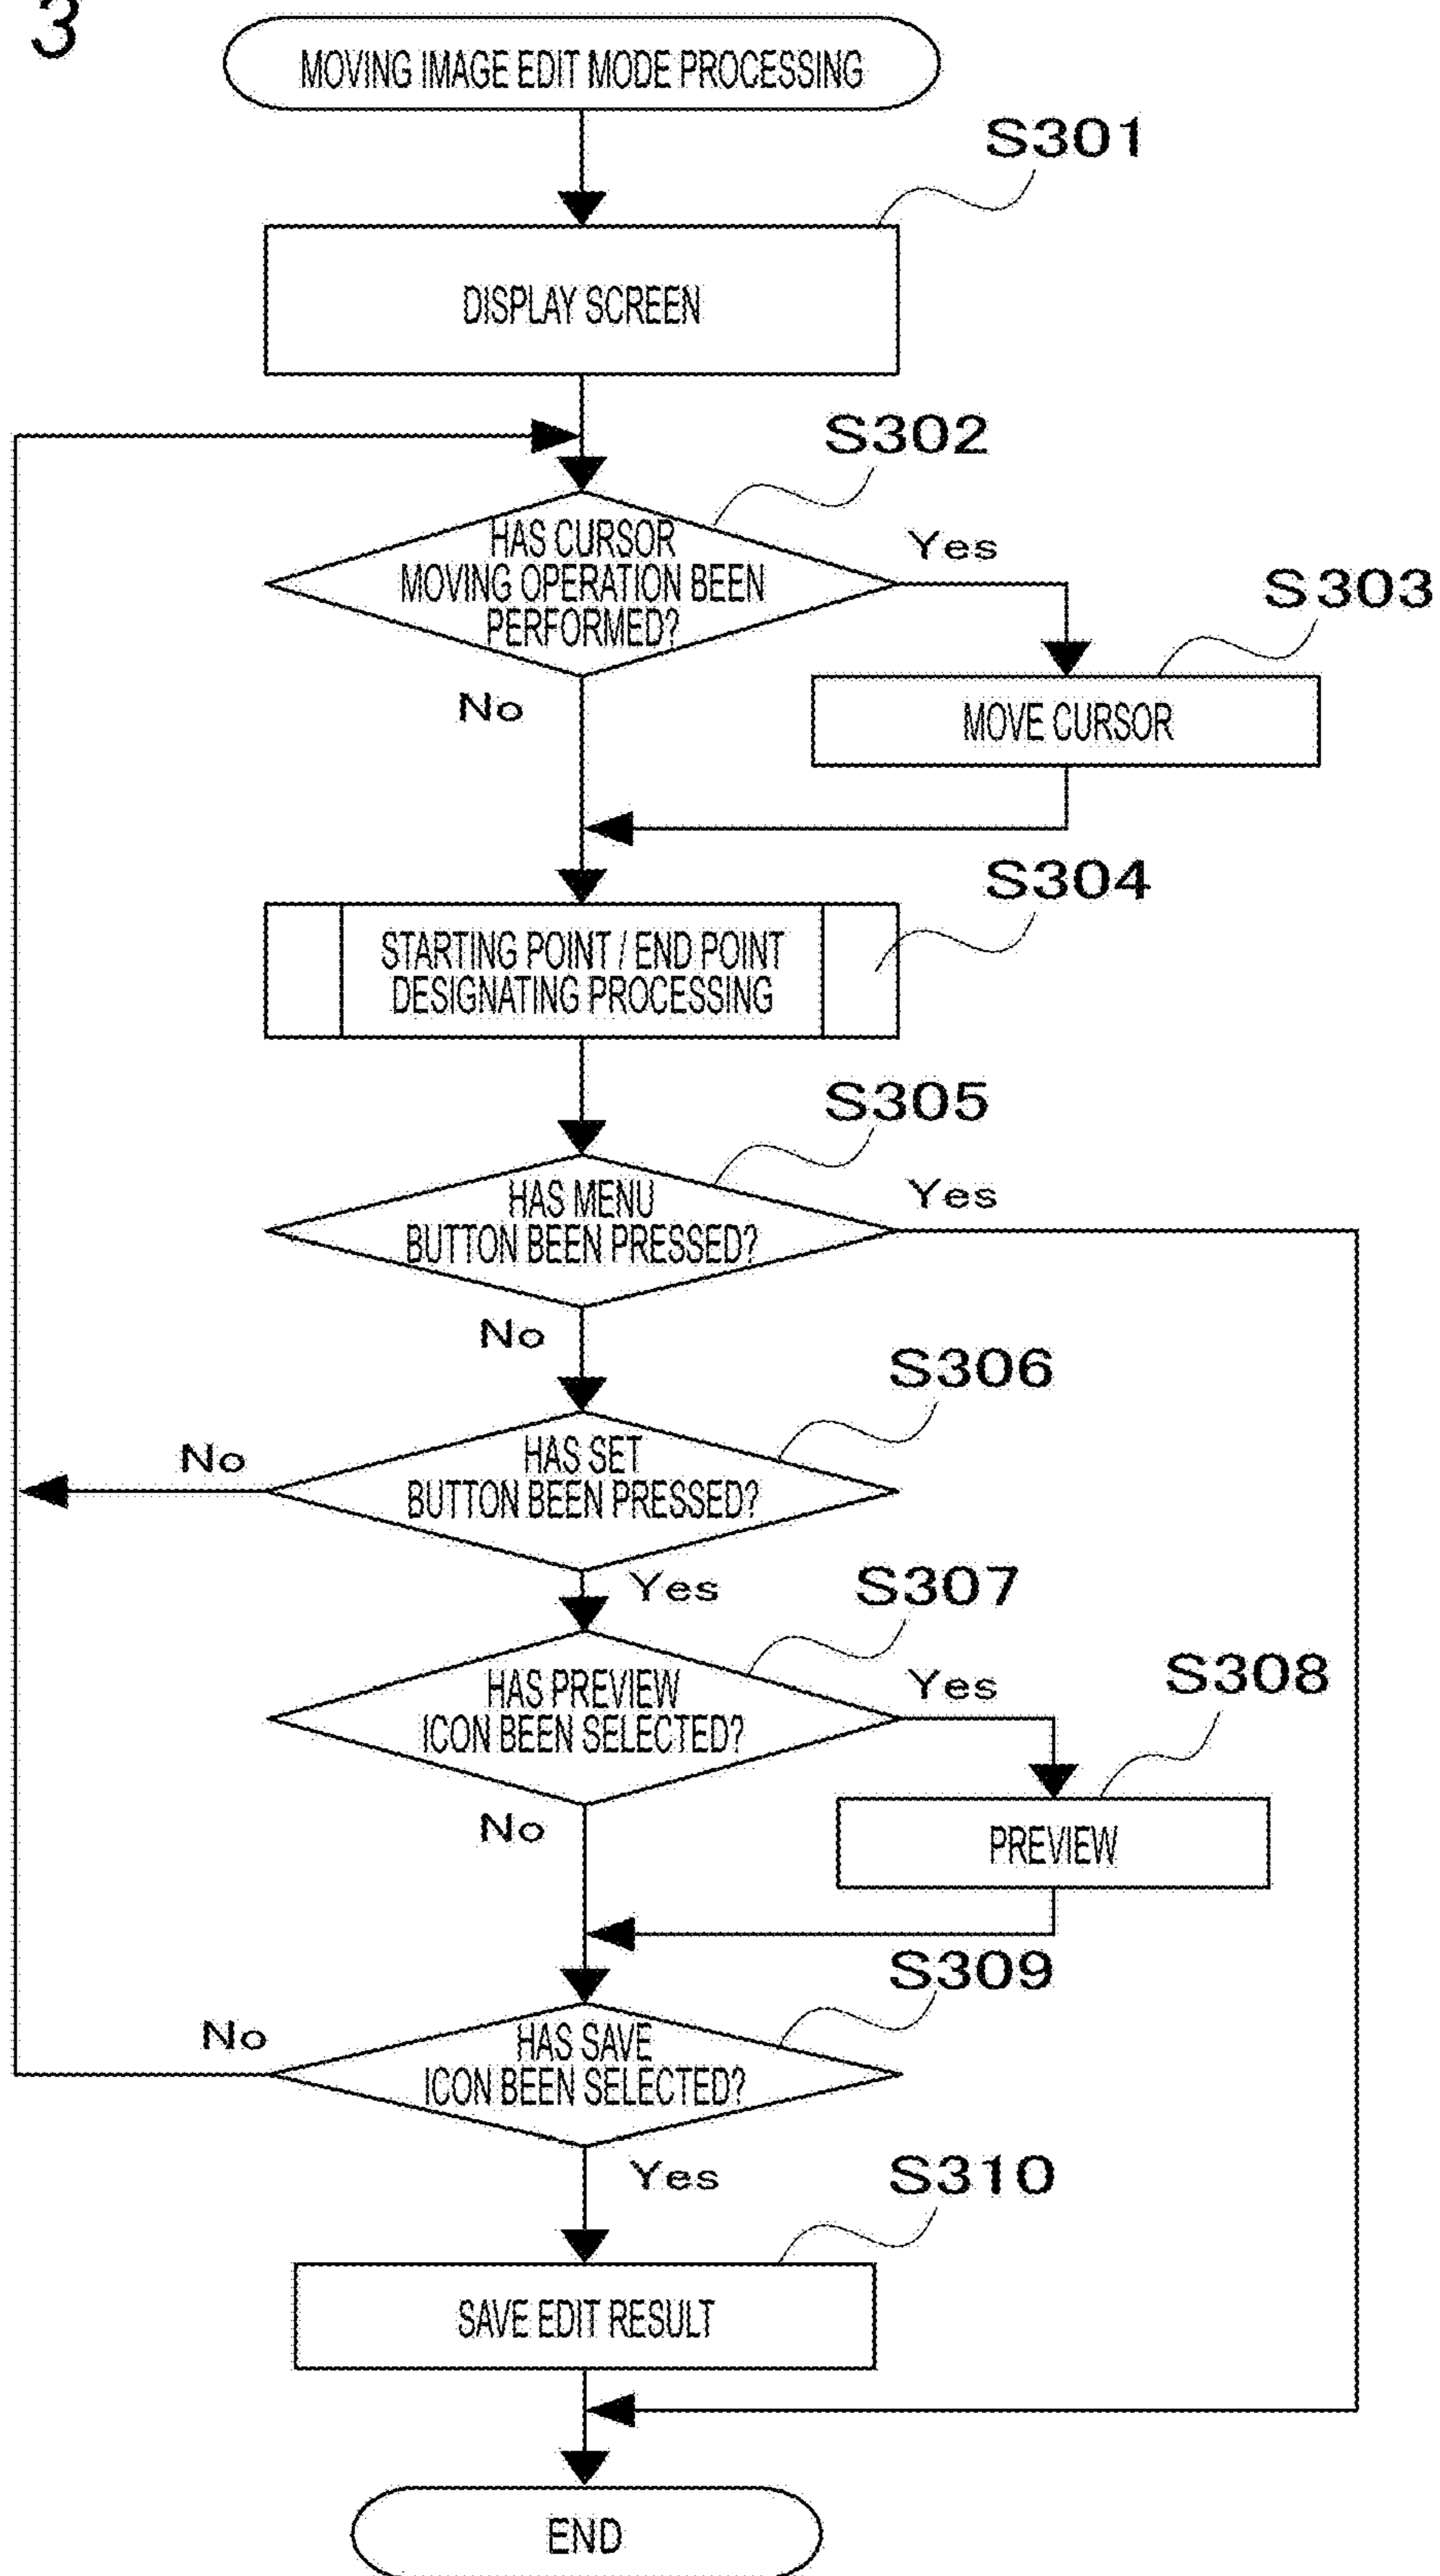 3
MOVING IMAGE EDIT MODE PROCESSING
S301
DISPLAY SCREEN
S302
HAS CURSOR
MOVING OPERATION BEEN
PERFORMED?
Yes
S303
MOVE CURSOR
No
S304
STARTING POINT / END POINT
DESIGNATING PROCESSING
S305
HAS MENU
BUTTON BEEN PRESSED?
Yes
No
S306
HAS SET
BUTTON BEEN PRESSED?
No
Yes
S307
HAS PREVIEW
ICON BEEN SELECTED?
Yes
S308
PREVIEW
No
S309
HAS SAVE
ICON BEEN SELECTED?
No
Yes
S310
SAVE EDIT RESULT
END